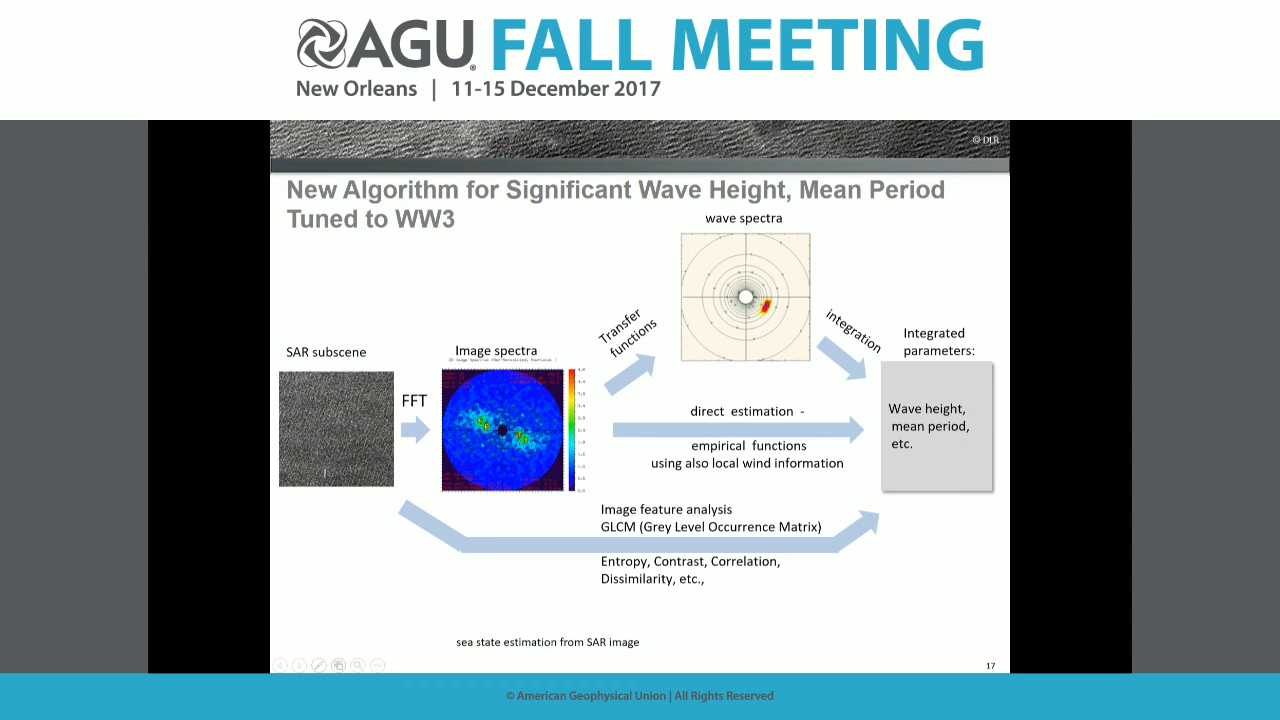 AGU FALL MEETING
New Orleans | 11-15 December 2017
© DLR
New Algorithm for Significant Wave Height, Mean Period
Tuned to WW3
wave spectra
Transfer
functions
integration
Integrated
parameters:
SAR subscene
Image spectra
FFT
direct estimation -
empirical functions
using also local wind information
Wave height,
mean period,
etc.
Image feature analysis
GLCM (Grey Level Occurrence Matrix)
Entropy, Contrast, Correlation,
Dissimilarity, etc.,
sea state estimation from SAR image
17
© American Geophysical Union | All Rights Reserved